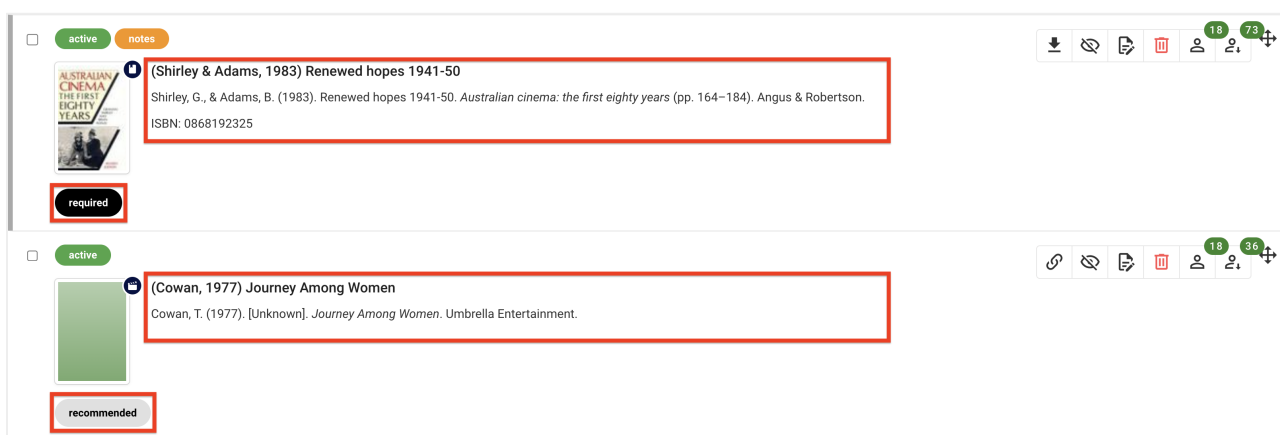 active notes
18 73
(Shirley & Adams, 1983) Renewed hopes 1941-50
Shirley, G., & Adams, B. (1983). Renewed hopes 1941-50. Australian cinema: the first eighty years (pp. 164–184). Angus & Robertson.
ISBN: 0868192325
AUSTRALIAN
CINEMA
THE FIRST
EIGHTY
YEARS
required
active
18 36
(Cowan, 1977) Journey Among Women
Cowan, T. (1977). [Unknown]. Journey Among Women. Umbrella Entertainment.
recommended